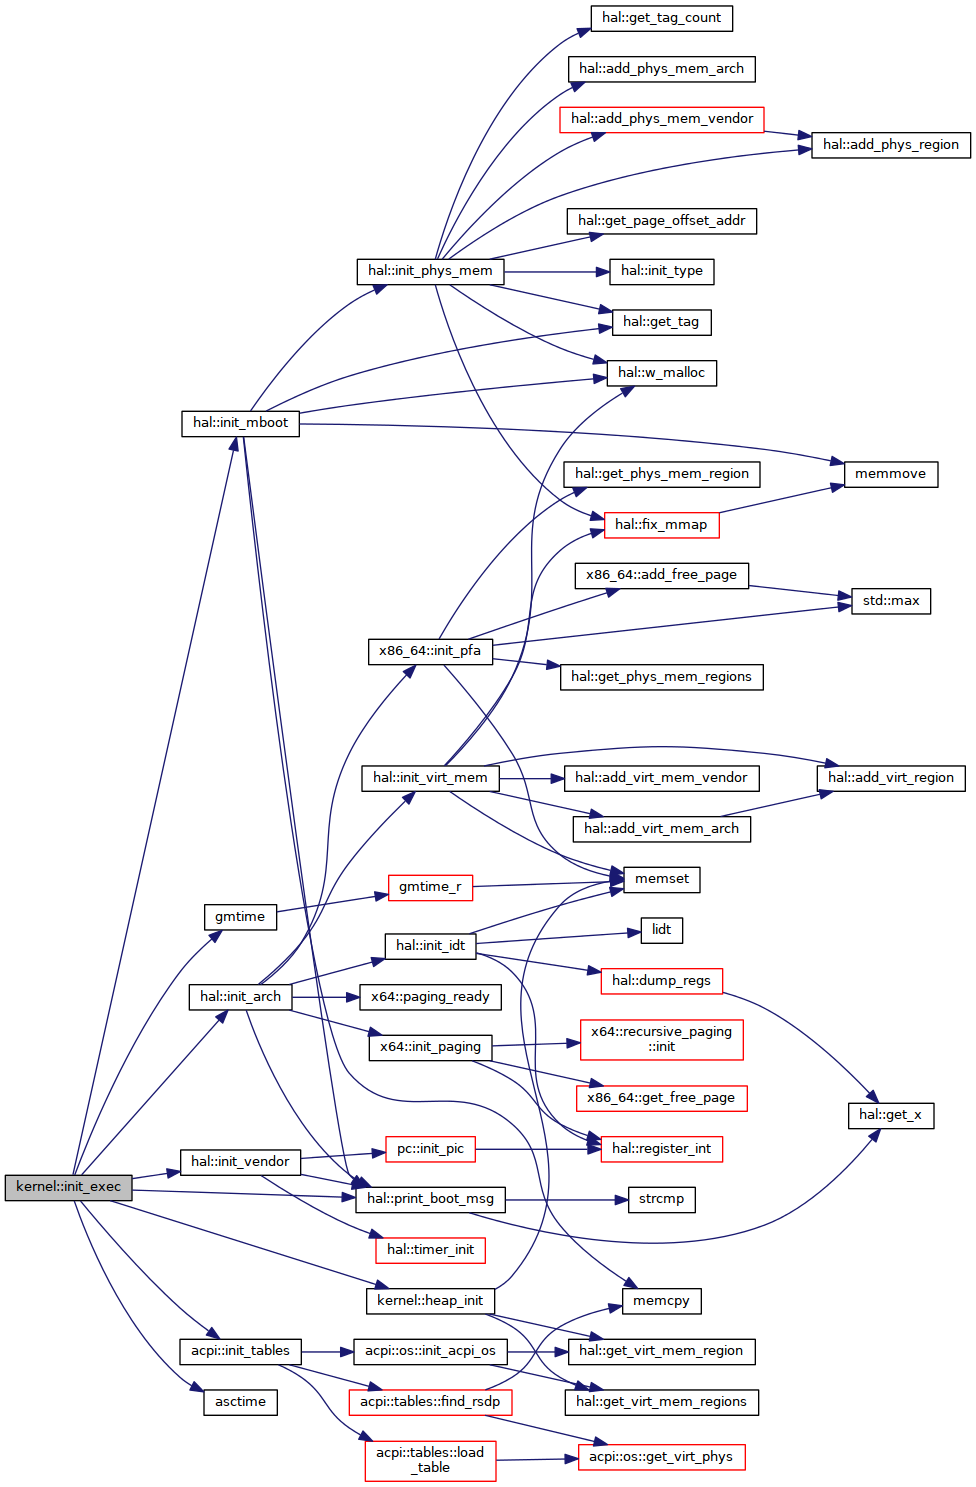 hal::get_tag_count
hal::add_phys_mem_arch
hal::add_phys_mem_vendor
hal::add_phys_region
hal::get_page_offset_addr
hal::init_phys_mem
hal::init_type
hal::get_tag
hal::w_malloc
hal::init_mboot
hal::get_phys_mem_region
memmove
hal::fix_mmap
x86_64::add_free_page
std::max
x86_64::init_pfa
hal::get_phys_mem_regions
hal::init_virt_mem
hal::add_virt_mem_vendor
hal::add_virt_region
hal::add_virt_mem_arch
memset
gmtime_r
gmtime
lidt
hal::init_idt
hal::dump_regs
hal::init_arch
x64::paging_ready
x64::recursive_paging
::init
x64::init_paging
x86_64::get_free_page
hal::get_x
pc::init_pic
hal::register_int
hal::init_vendor
kernel::init_exec
hal::print_boot_msg
strcmp
hal::timer_init
kernel::heap_init
memcpy
acpi::init_tables
acpi::os::init_acpi_os
hal::get_virt_mem_region
asctime
acpi::tables::find_rsdp
hal::get_virt_mem_regions
acpi::tables::load
_table
acpi::os::get_virt_phys